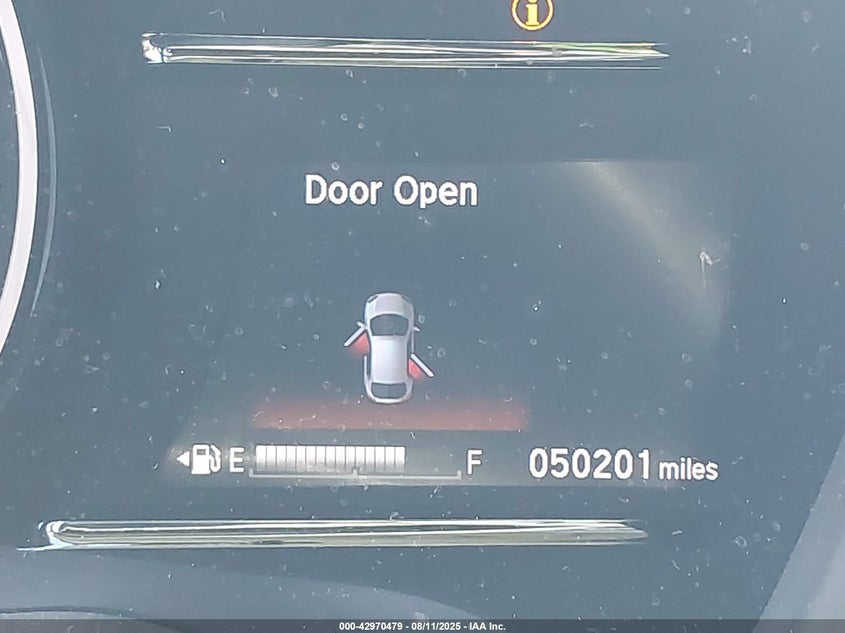 i
Door Open
E F 050201 miles
000-42970479 - 08/11/2025 - IAA Inc.